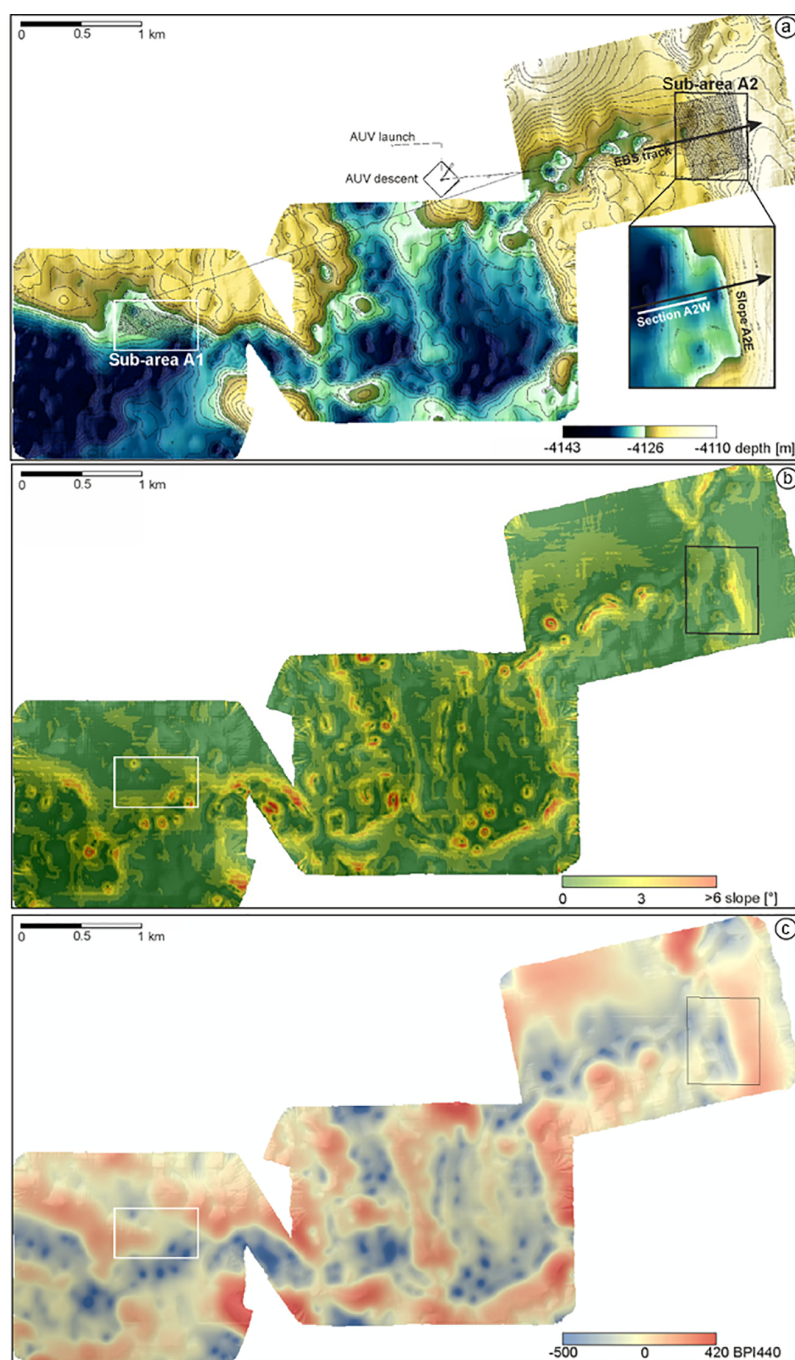 a
0 0.5 1 km
Sub-area A2
AUV launch
EBS track
AUV descent
Section A2W
Slope A2E
Sub-area A1
-4143 -4126 -4110 depth [m]
b
0 0.5 1 km
0 3 >6 slope [°]
c
0 0.5 1 km
-500 0 420 BPI440